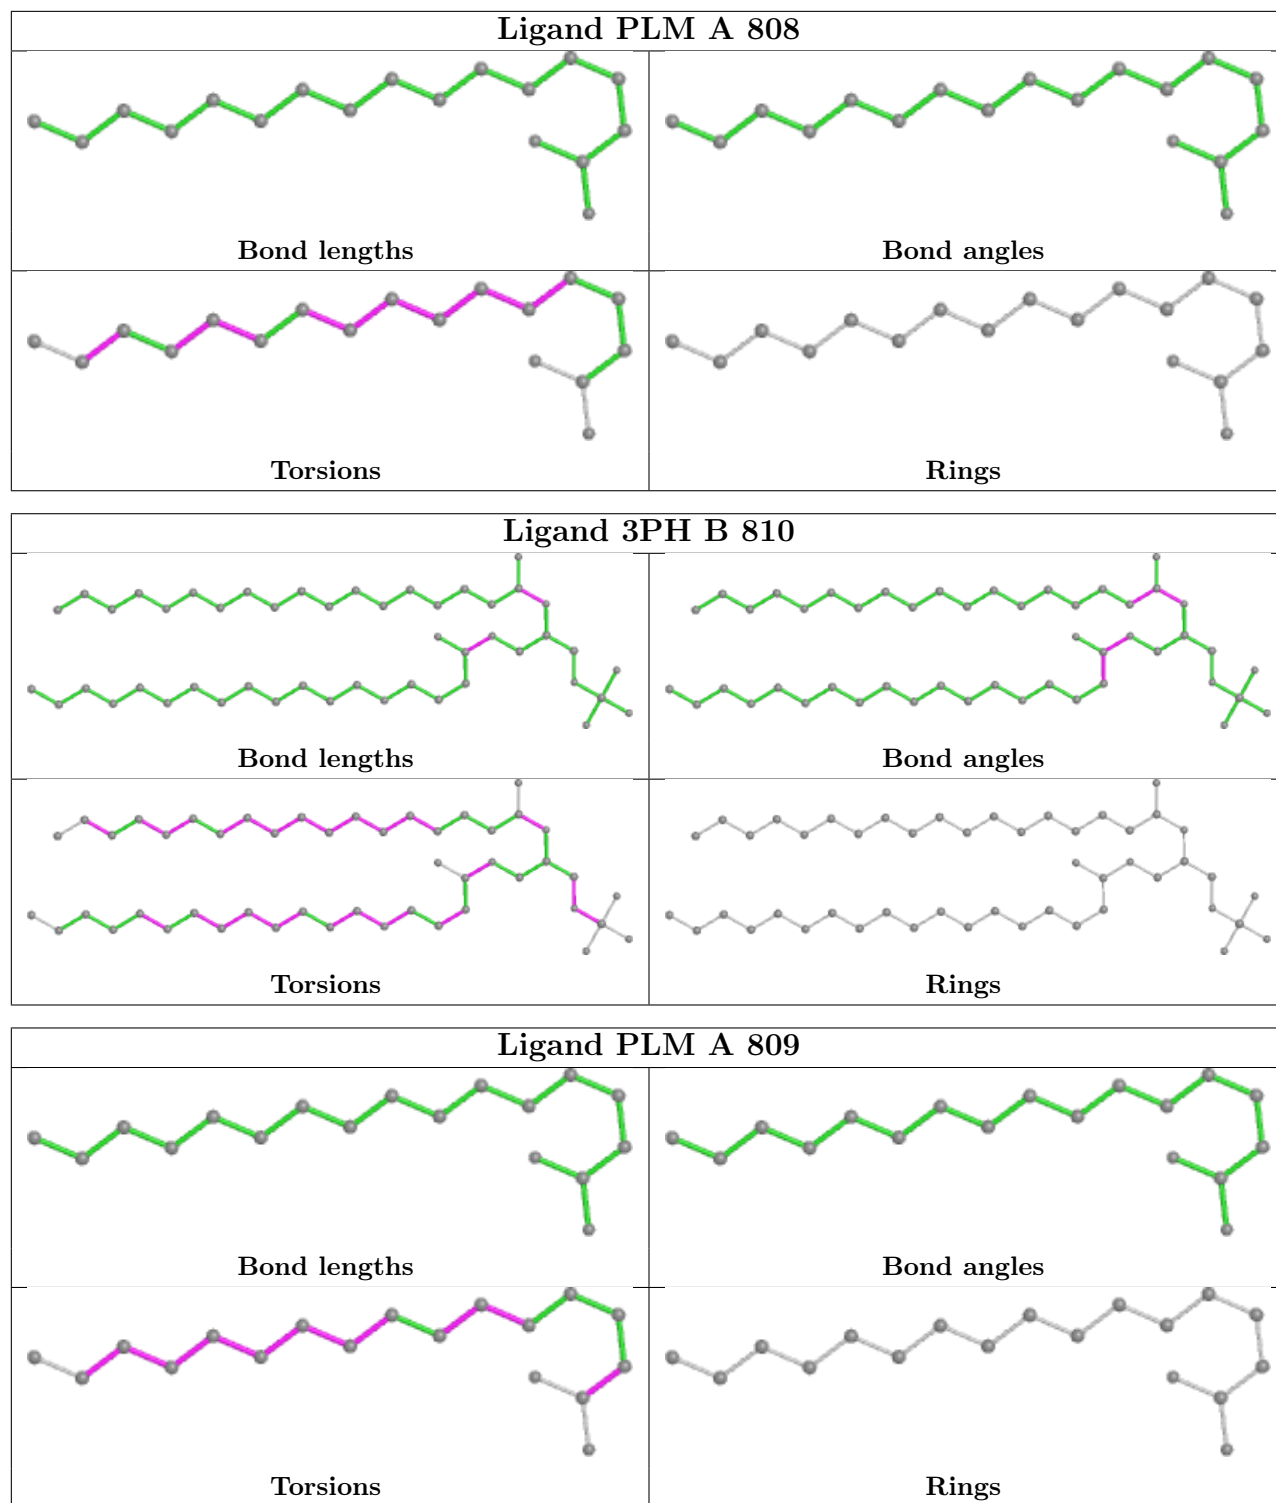 Ligand PLM A 808
Bond lengths
Bond angles
Torsions
Rings
Ligand 3PH B 810
Bond lengths
Bond angles
Torsions
Rings
Ligand PLM A 809
Bond lengths
Bond angles
Torsions
Rings